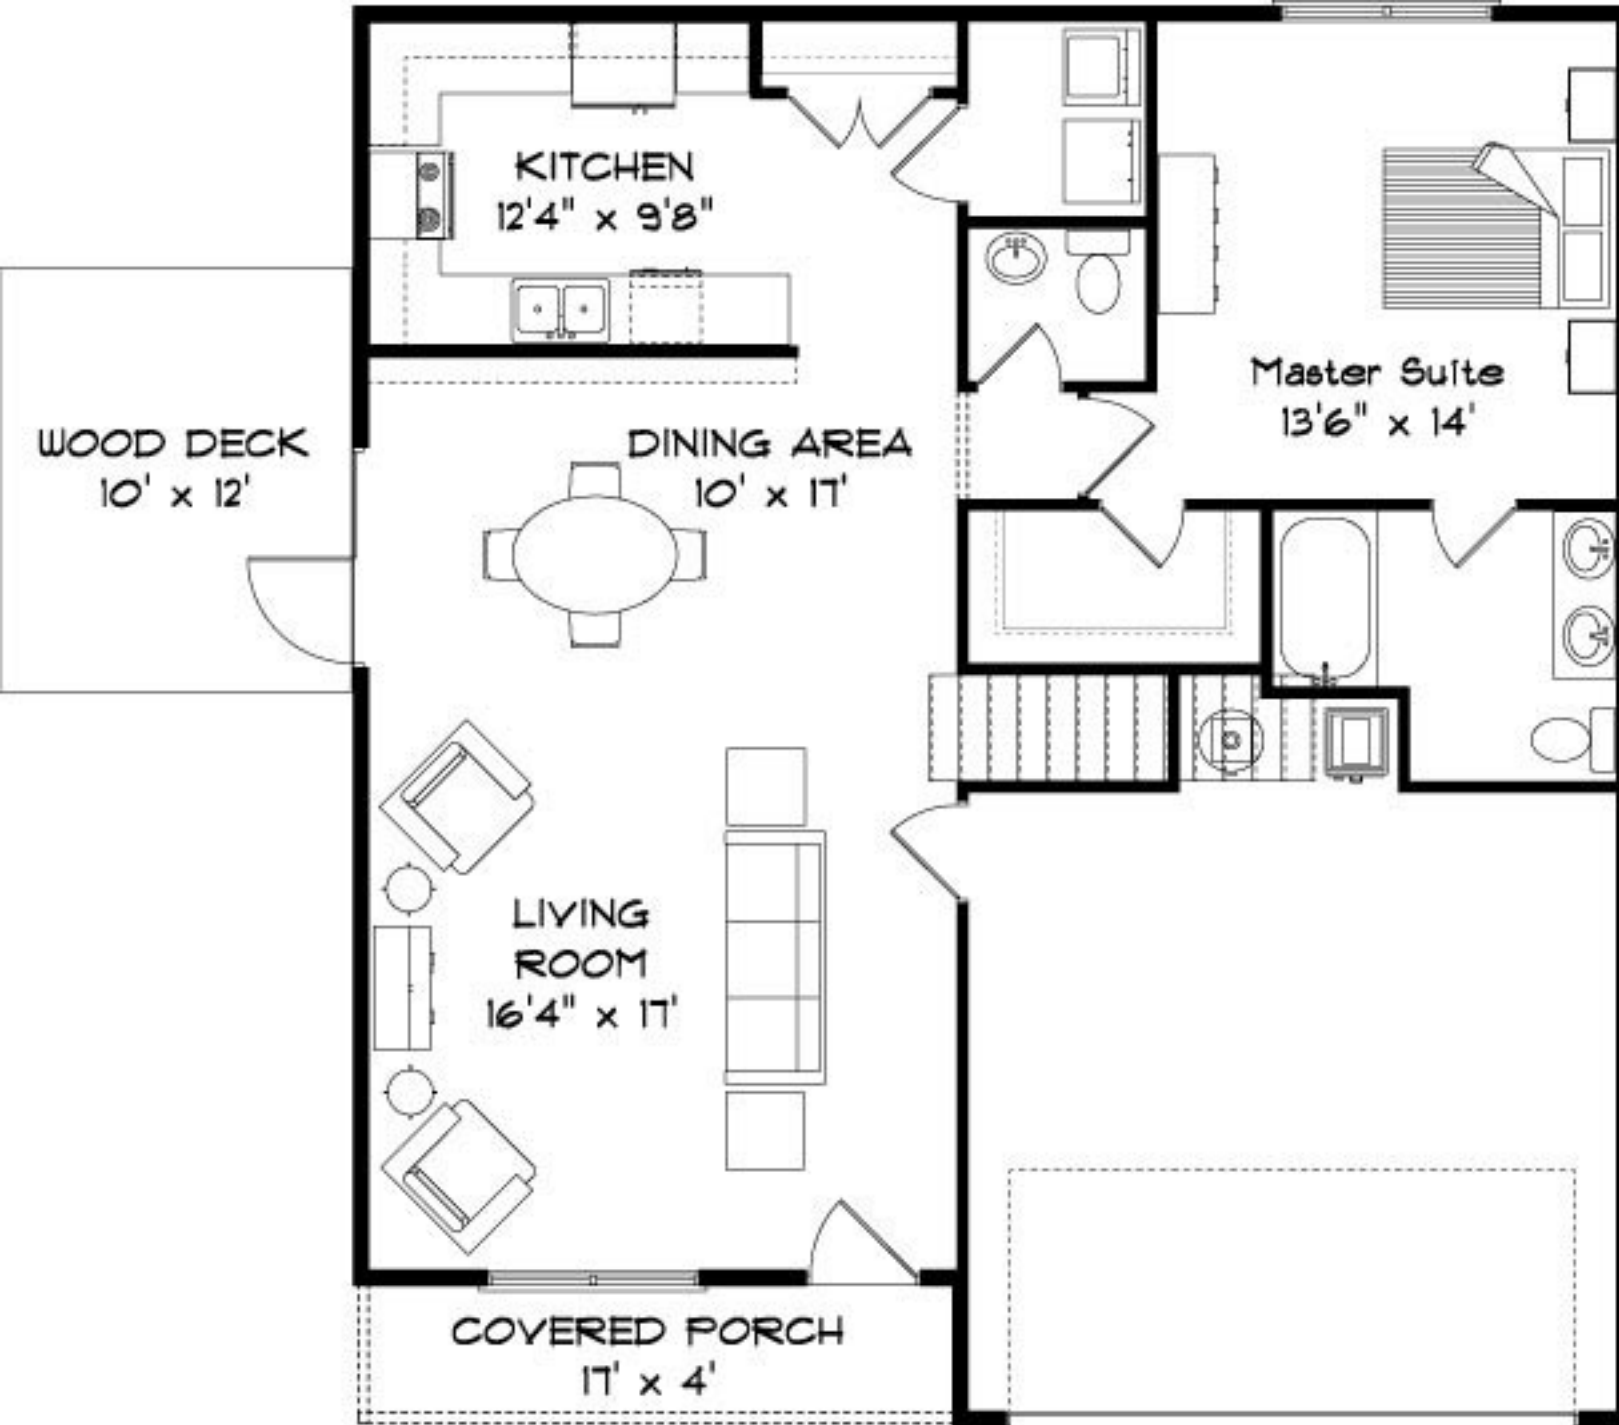 KITCHEN
12'4" x 9'8"
Master Suite
13'6" x 14'
WOOD DECK
10' x 12'
DINING AREA
10' x 17'
LIVING
ROOM
16'4" x 17'
COVERED PORCH
17' x 4'